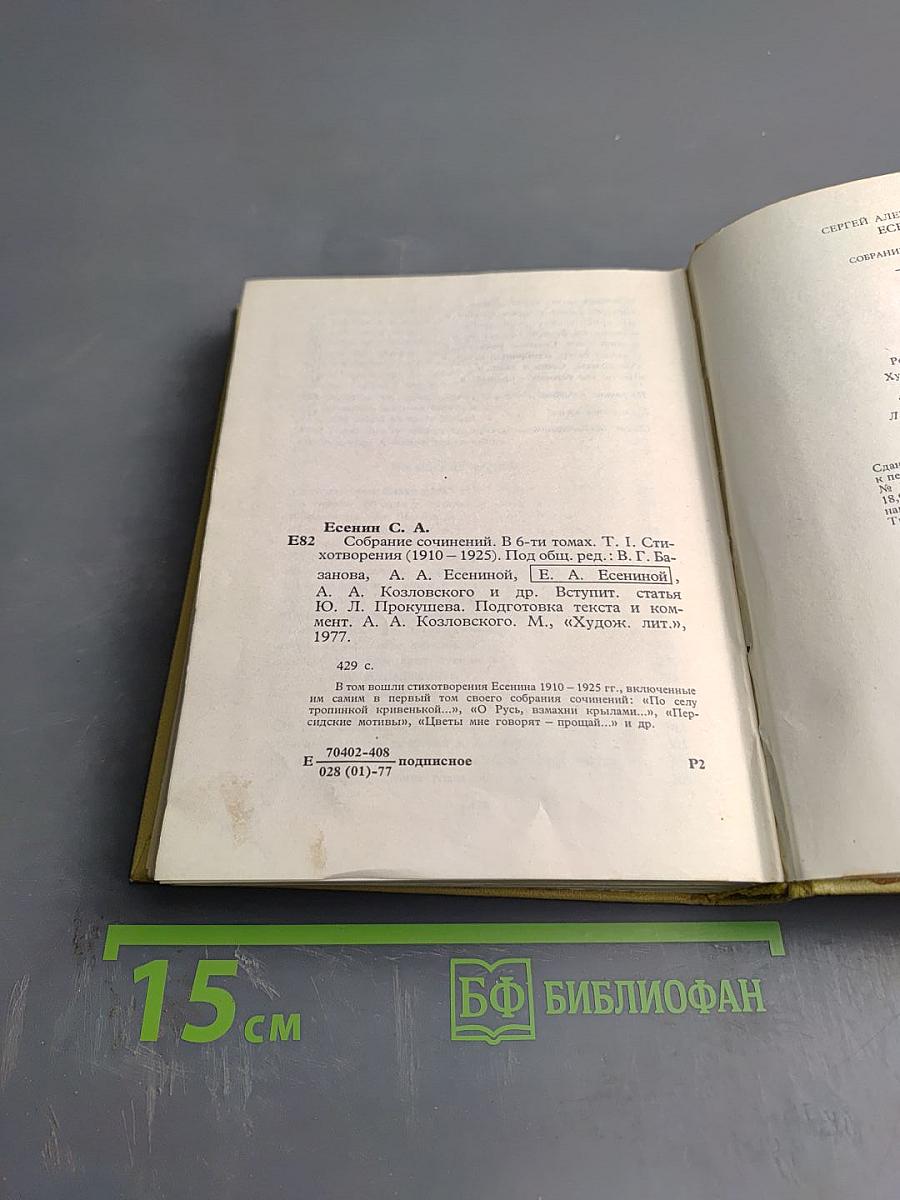 Есенин С. А.
Е82 Собрание сочинений. В 6-ти томах. Т. I. Сти-
хотворения (1910 – 1925). Под общ. ред.: В. Г. Ба-
занова, А. А. Есениной, Е. А. Есениной,
А. А. Козловского и др. Вступит. статья
Ю. Л. Прокушева. Подготовка текста и ком-
мент. А. А. Козловского. М., «Худож. лит.»,
1977.
429 с.
В том вошли стихотворения Есенина 1910 – 1925 гг., включенные
им самим в первый том своего собрания сочинений: «По селу
тропинкой кривенькой...», «О Русь, взмахни крылами...», «Пер-
сидские мотивы», «Цветы мне говорят – прощай...» и др.
Е 70402-408
028 (01)-77 подписное Р2
СЕРГЕЙ
18,
15 см
БФ БИБЛИОФАН